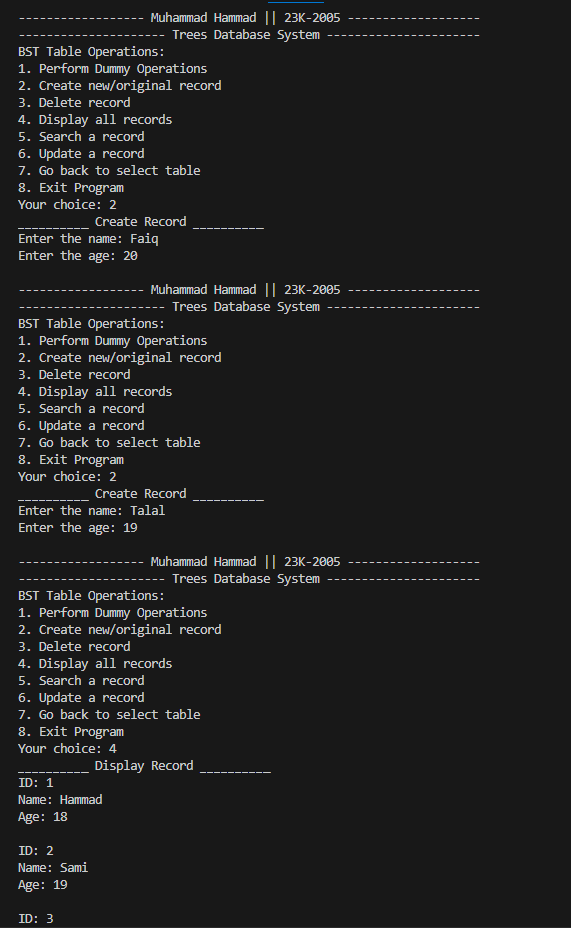 ------------------ Muhammad Hammad || 23K-2005 -------------------
--------------------- Trees Database System ----------------------
BST Table Operations:
1. Perform Dummy Operations
2. Create new/original record
3. Delete record
4. Display all records
5. Search a record
6. Update a record
7. Go back to select table
8. Exit Program
Your choice: 2
__________ Create Record __________
Enter the name: Faiq
Enter the age: 20

------------------ Muhammad Hammad || 23K-2005 -------------------
--------------------- Trees Database System ----------------------
BST Table Operations:
1. Perform Dummy Operations
2. Create new/original record
3. Delete record
4. Display all records
5. Search a record
6. Update a record
7. Go back to select table
8. Exit Program
Your choice: 2
__________ Create Record __________
Enter the name: Talal
Enter the age: 19

------------------ Muhammad Hammad || 23K-2005 -------------------
--------------------- Trees Database System ----------------------
BST Table Operations:
1. Perform Dummy Operations
2. Create new/original record
3. Delete record
4. Display all records
5. Search a record
6. Update a record
7. Go back to select table
8. Exit Program
Your choice: 4
__________ Display Record __________
ID: 1
Name: Hammad
Age: 18

ID: 2
Name: Sami
Age: 19

ID: 3